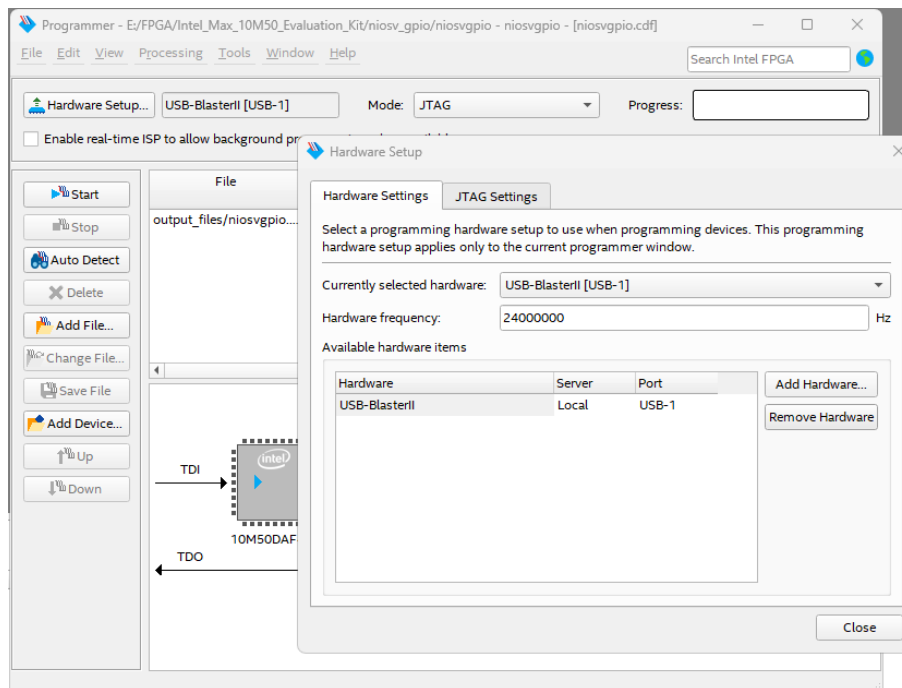 Programmer - E:/FPGA/Intel_Max_10M50_Evaluation_Kit/niosv_gpio/niosvgpio - niosvgpio - [niosvgpio.cdf]
File Edit View Processing Tools Window Help
Search Intel FPGA
Hardware Setup... USB-BlasterII [USB-1] Mode: JTAG Progress:
Enable real-time ISP to allow background
Hardware Setup
File
Start
Stop
Auto Detect
Delete
Add File...
Change File...
Save File
Add Device...
Up
Down
output_files/niosvgpio....
TDI
intel
10M50DAF
TDO
Hardware Settings JTAG Settings
Select a programming hardware setup to use when programming devices. This programming
hardware setup applies only to the current programmer window.
Currently selected hardware: USB-BlasterII [USB-1]
Hardware frequency: 24000000 Hz
Available hardware items
Hardware Server Port
USB-BlasterII Local USB-1
Add Hardware...
Remove Hardware
Close